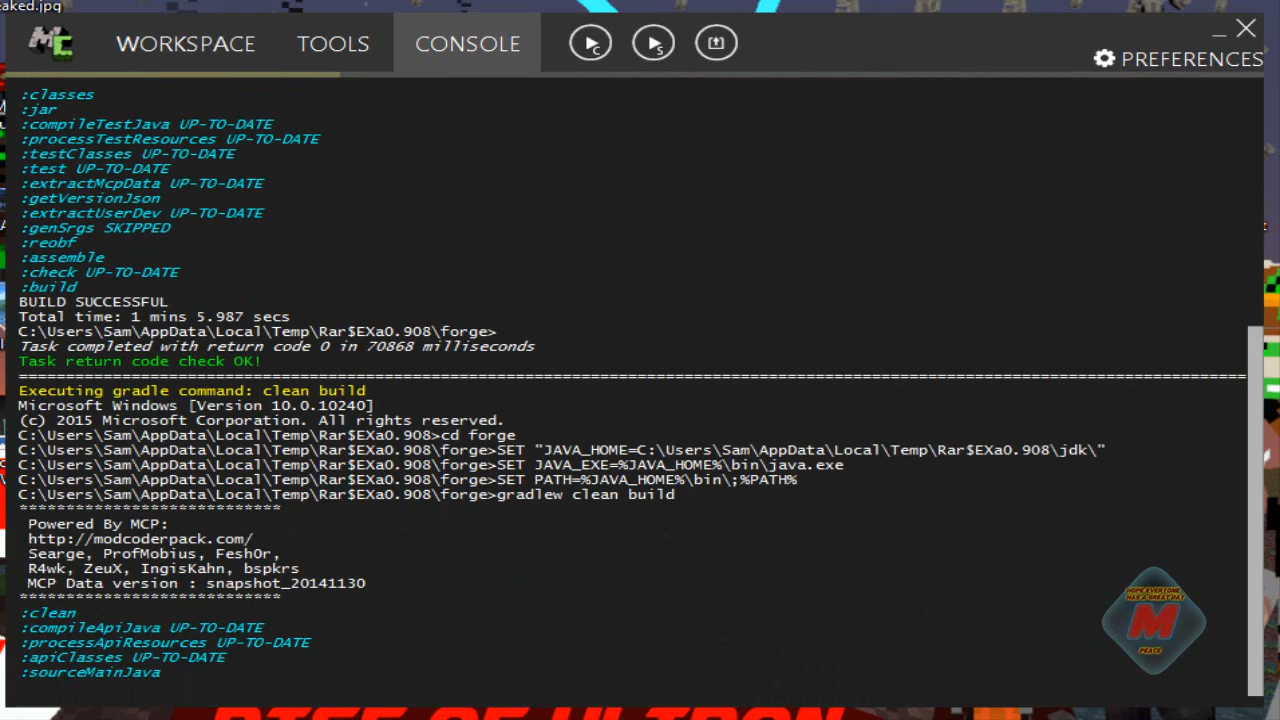 eaked.jpg
WORKSPACE TOOLS CONSOLE
PREFERENCES
:classes
:jar
:compileTestJava UP-TO-DATE
:processTestResources UP-TO-DATE
:testClasses UP-TO-DATE
:test UP-TO-DATE
:extractMcpData UP-TO-DATE
:getVersionJson
:extractUserDev UP-TO-DATE
:genSrgs SKIPPED
:reobf
:assemble
:check UP-TO-DATE
:build
BUILD SUCCESSFUL
Total time: 1 mins 5.987 secs
C:\Users\Sam\AppData\Local\Temp\Rar$EXa0.908\forge>
Task completed with return code 0 in 70868 milliseconds
Task return code check OK!
Executing gradle command: clean build
Microsoft Windows [Version 10.0.10240]
(c) 2015 Microsoft Corporation. All rights reserved.
C:\Users\Sam\AppData\Local\Temp\Rar$EXa0.908>cd forge
C:\Users\Sam\AppData\Local\Temp\Rar$EXa0.908\forge>SET "JAVA_HOME=C:\Users\Sam\AppData\Local\Temp\Rar$EXa0.908\jdk\"
C:\Users\Sam\AppData\Local\Temp\Rar$EXa0.908\forge>SET JAVA_EXE=%JAVA_HOME%\bin\java.exe
C:\Users\Sam\AppData\Local\Temp\Rar$EXa0.908\forge>SET PATH=%JAVA_HOME%\bin\;%PATH%
C:\Users\Sam\AppData\Local\Temp\Rar$EXa0.908\forge>gradlew clean build
****************************
Powered By MCP:
http://modcoderpack.com/
Searge, ProfMobius, Fesh0r,
R4wk, ZeuX, IngisKahn, bspkrs
MCP Data version : snapshot_20141130
****************************
:clean
:compileApiJava UP-TO-DATE
:processApiResources UP-TO-DATE
:apiClasses UP-TO-DATE
:sourceMainJava
HOPE EVERYONE
HAS A GREAT DAY
M
PEACE
RISE OF ULTRON